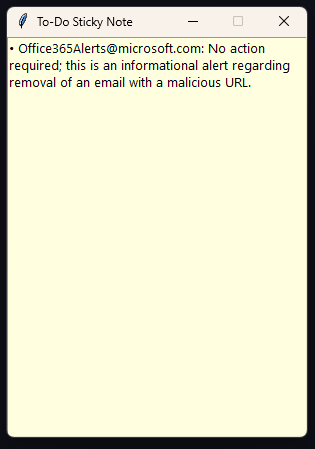 To-Do Sticky Note
• Office365Alerts@microsoft.com: No action
required; this is an informational alert regarding
removal of an email with a malicious URL.